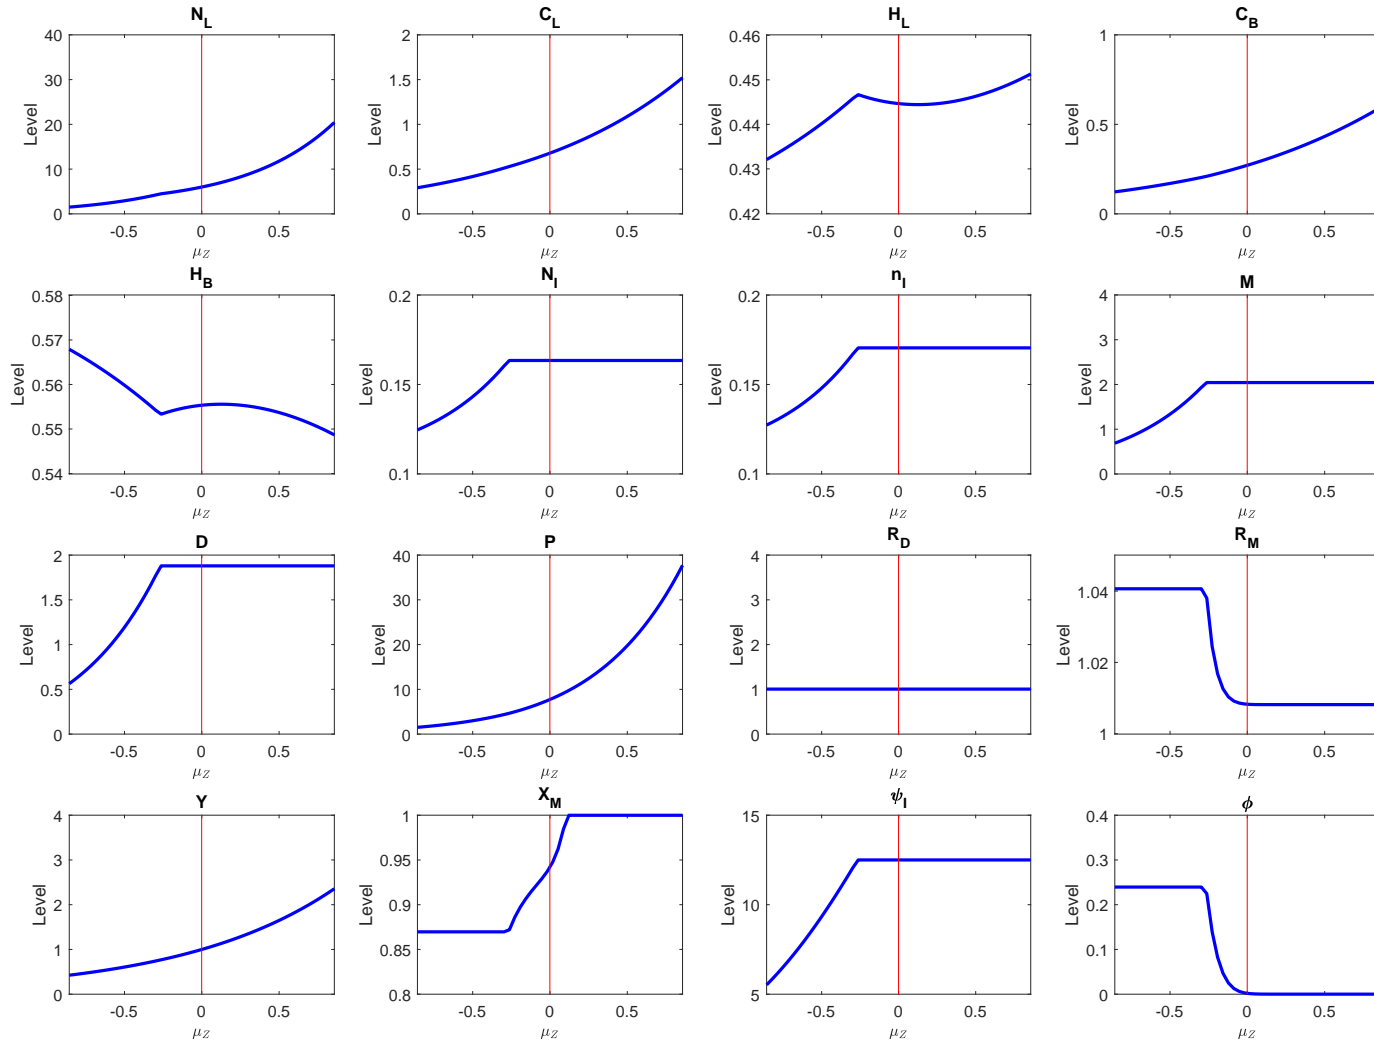 N_L
C_L
H_L
C_B
40
30
20
10
0
Level
-0.5 0 0.5
μ_Z
2
1.5
1
0.5
0
Level
-0.5 0 0.5
μ_Z
0.46
0.45
0.44
0.43
0.42
Level
-0.5 0 0.5
μ_Z
1
0.5
0
Level
-0.5 0 0.5
μ_Z
H_B
N_I
n_I
M
0.58
0.57
0.56
0.55
0.54
Level
-0.5 0 0.5
μ_Z
0.2
0.15
0.1
Level
-0.5 0 0.5
μ_Z
0.2
0.15
0.1
Level
-0.5 0 0.5
μ_Z
4
3
2
1
0
Level
-0.5 0 0.5
μ_Z
D
P
R_D
R_M
2
1.5
1
0.5
0
Level
-0.5 0 0.5
μ_Z
40
30
20
10
0
Level
-0.5 0 0.5
μ_Z
4
3
2
1
0
Level
-0.5 0 0.5
μ_Z
1.04
1.02
1
Level
-0.5 0 0.5
μ_Z
Y
X_M
ψ_I
ϕ
4
3
2
1
0
Level
-0.5 0 0.5
μ_Z
1
0.95
0.9
0.85
0.8
Level
-0.5 0 0.5
μ_Z
15
10
5
Level
-0.5 0 0.5
μ_Z
0.4
0.3
0.2
0.1
0
Level
-0.5 0 0.5
μ_Z